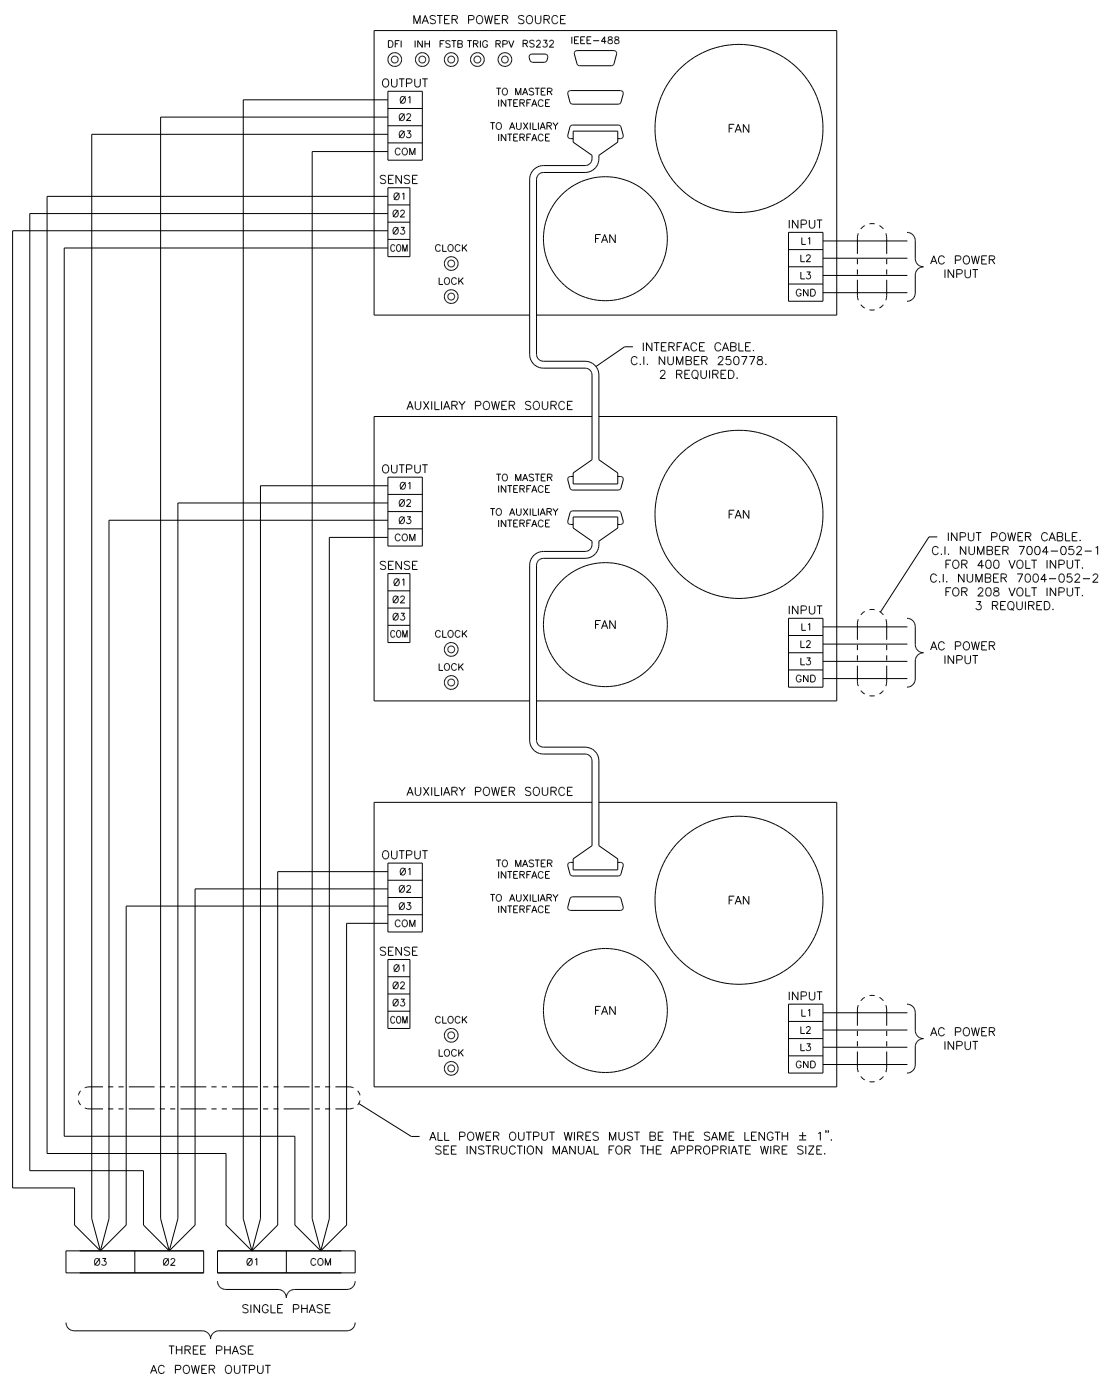 MASTER POWER SOURCE
DFI INH FSTB TRIG RPV RS232 IEEE-488
OUTPUT
Ø1
Ø2
Ø3
COM
TO MASTER
INTERFACE
TO AUXILIARY
INTERFACE
FAN
SENSE
Ø1
Ø2
Ø3
COM
FAN
CLOCK
LOCK
INPUT
L1
L2
L3
GND
AC POWER
INPUT
INTERFACE CABLE.
C.I. NUMBER 250778.
2 REQUIRED.
AUXILIARY POWER SOURCE
OUTPUT
Ø1
Ø2
Ø3
COM
TO MASTER
INTERFACE
TO AUXILIARY
INTERFACE
FAN
SENSE
Ø1
Ø2
Ø3
COM
FAN
CLOCK
LOCK
INPUT
L1
L2
L3
GND
AC POWER
INPUT
INPUT POWER CABLE.
C.I. NUMBER 7004-052-1
FOR 400 VOLT INPUT.
C.I. NUMBER 7004-052-2
FOR 208 VOLT INPUT.
3 REQUIRED.
AUXILIARY POWER SOURCE
OUTPUT
Ø1
Ø2
Ø3
COM
TO MASTER
INTERFACE
TO AUXILIARY
INTERFACE
FAN
SENSE
Ø1
Ø2
Ø3
COM
FAN
CLOCK
LOCK
INPUT
L1
L2
L3
GND
AC POWER
INPUT
ALL POWER OUTPUT WIRES MUST BE THE SAME LENGTH ± 1".
SEE INSTRUCTION MANUAL FOR THE APPROPRIATE WIRE SIZE.
Ø3 Ø2 Ø1 COM
SINGLE PHASE
THREE PHASE
AC POWER OUTPUT